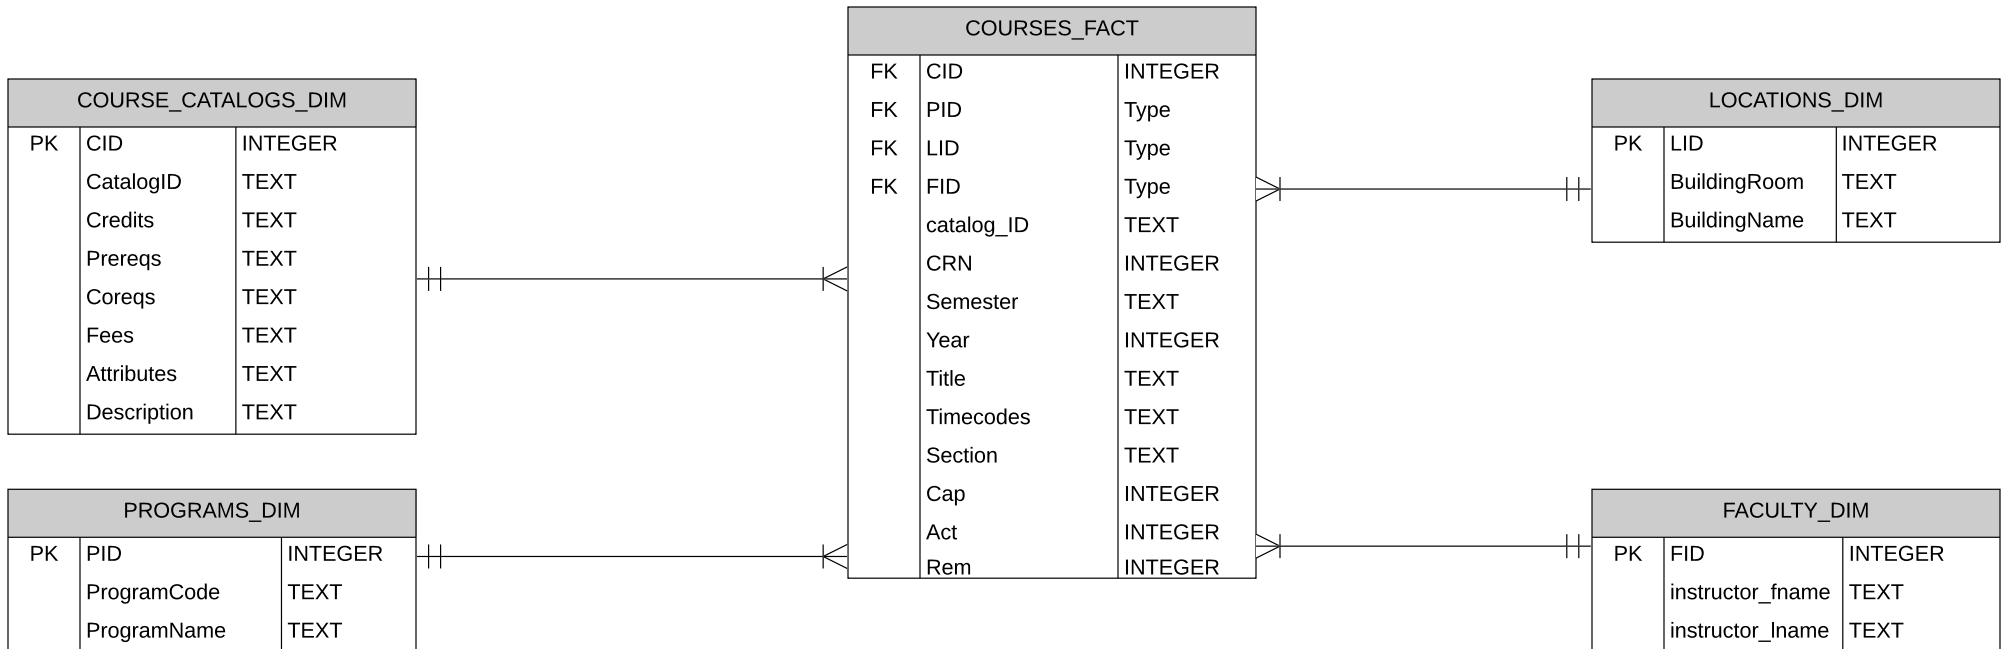 COURSES_FACT
FK CID INTEGER
FK PID Type
FK LID Type
FK FID Type
catalog_ID TEXT
CRN INTEGER
Semester TEXT
Year INTEGER
Title TEXT
Timecodes TEXT
Section TEXT
Cap INTEGER
Act INTEGER
Rem INTEGER
COURSE_CATALOGS_DIM
PK CID INTEGER
CatalogID TEXT
Credits TEXT
Prereqs TEXT
Coreqs TEXT
Fees TEXT
Attributes TEXT
Description TEXT
LOCATIONS_DIM
PK LID INTEGER
BuildingRoom TEXT
BuildingName TEXT
PROGRAMS_DIM
PK PID INTEGER
ProgramCode TEXT
ProgramName TEXT
FACULTY_DIM
PK FID INTEGER
instructor_fname TEXT
instructor_lname TEXT